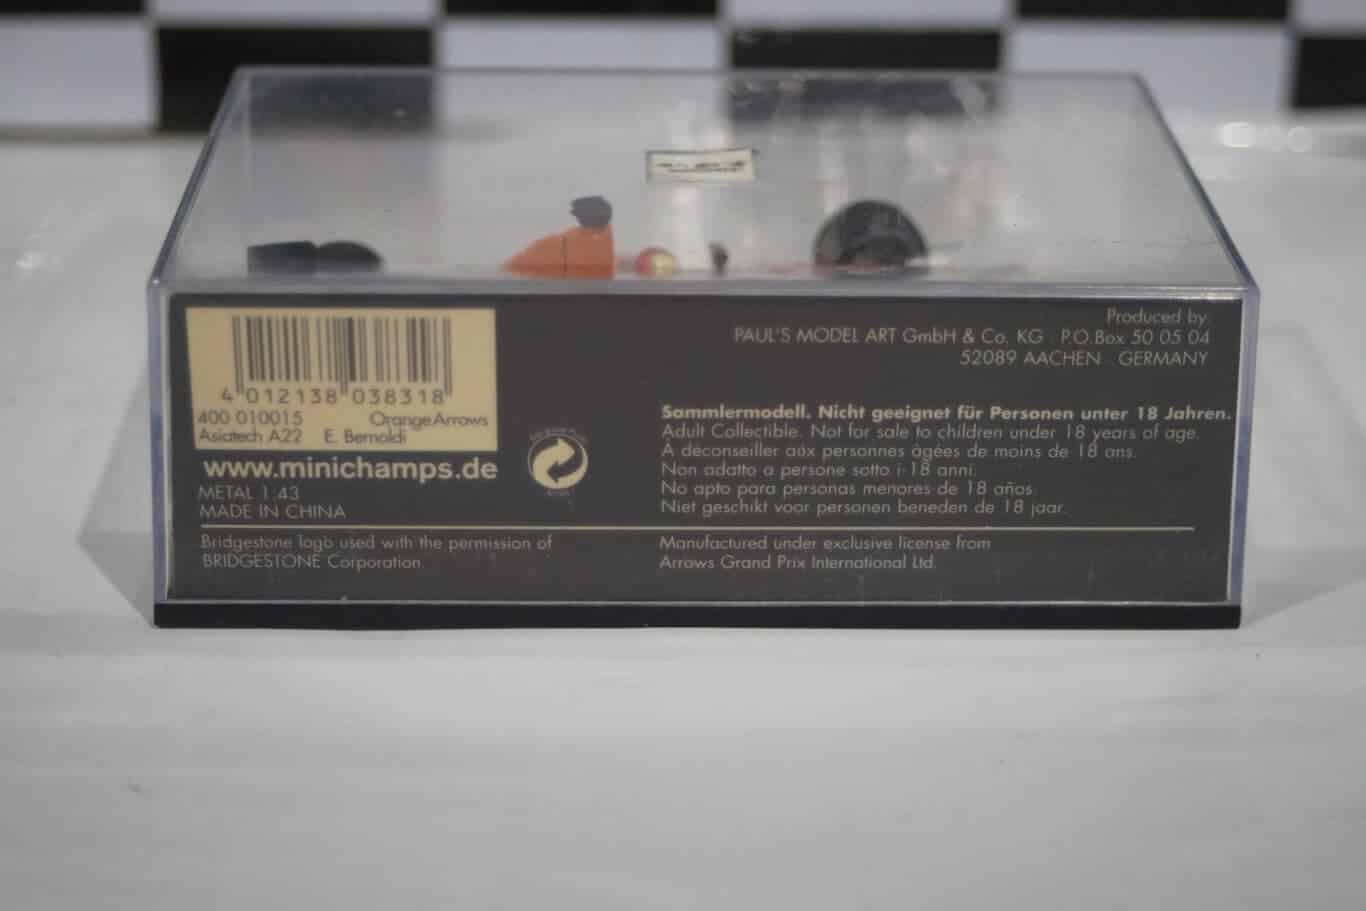 4 012138 038318
400 010015 Orange Arrows
Asiatech A22 E. Bernoldi
www.minichamps.de
METAL 1:43
MADE IN CHINA
Bridgestone logo used with the permission of
BRIDGESTONE Corporation.
Produced by:
PAUL'S MODEL ART GmbH & Co. KG · P.O.Box 50 05 04
52089 AACHEN · GERMANY
Sammlermodell. Nicht geeignet für Personen unter 18 Jahren.
Adult Collectible. Not for sale to children under 18 years of age.
À déconseiller aux personnes âgées de moins de 18 ans.
Non adatto a persone sotto i 18 anni.
No apto para personas menores de 18 años.
Niet geschikt voor personen beneden de 18 jaar.
Manufactured under exclusive license from
Arrows Grand Prix International Ltd.